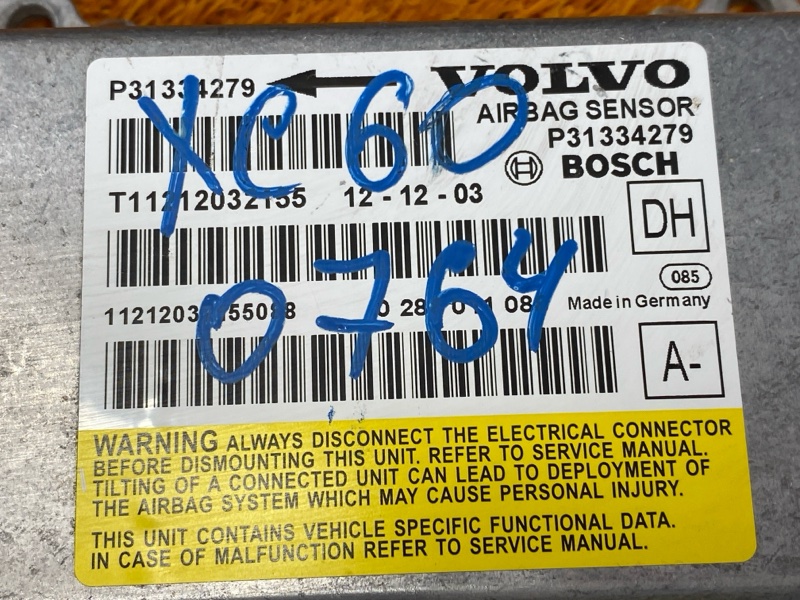 P31334279
VOLVO
AIRBAG SENSOR
P31334279
BOSCH
XC60
T11212032155 12-12-03
DH
0764
085
Made in Germany
A-
WARNING ALWAYS DISCONNECT THE ELECTRICAL CONNECTOR
BEFORE DISMOUNTING THIS UNIT. REFER TO SERVICE MANUAL.
TILTING OF A CONNECTED UNIT CAN LEAD TO DEPLOYMENT OF
THE AIRBAG SYSTEM WHICH MAY CAUSE PERSONAL INJURY.
THIS UNIT CONTAINS VEHICLE SPECIFIC FUNCTIONAL DATA.
IN CASE OF MALFUNCTION REFER TO SERVICE MANUAL.